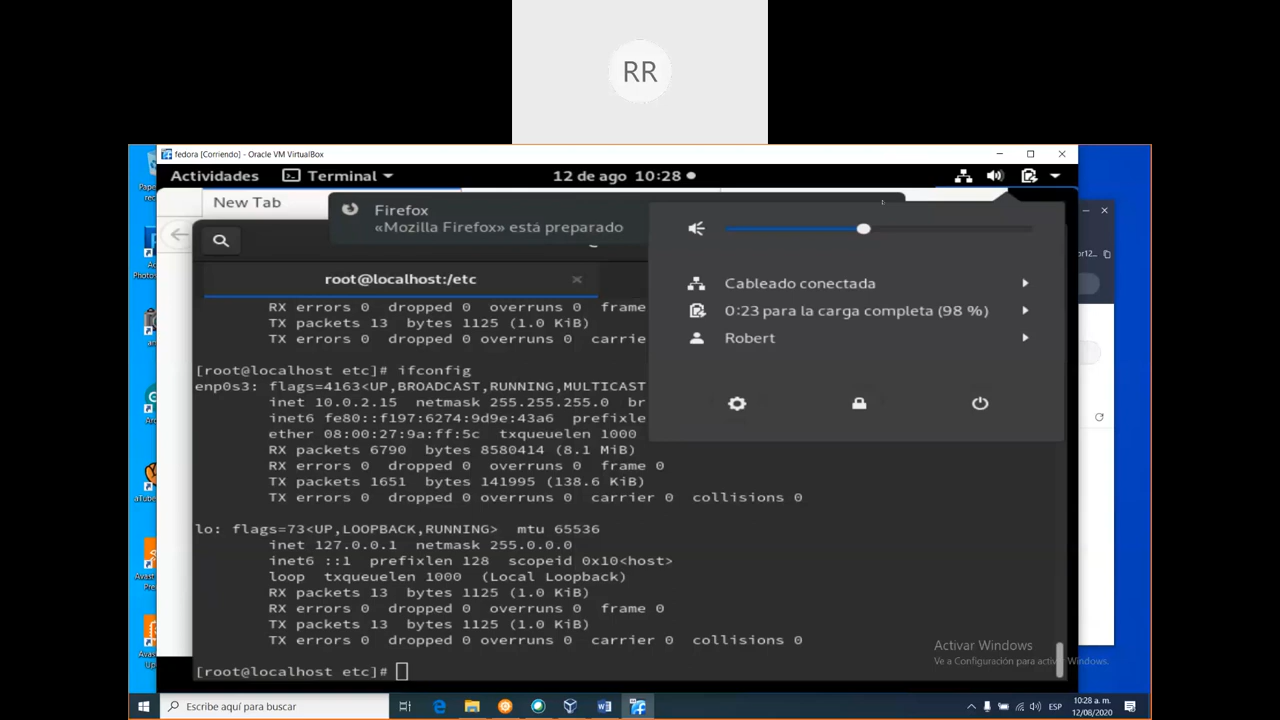 RR
fedora [Corriendo] - Oracle VM VirtualBox
Actividades Terminal 12 de ago 10:28
New Tab
Firefox
«Mozilla Firefox» está preparado
root@localhost:/etc
RX errors 0 dropped 0 overruns 0 frame
TX packets 13 bytes 1125 (1.0 KiB)
TX errors 0 dropped 0 overruns 0 carrier
[root@localhost etc]# ifconfig
enp0s3: flags=4163<UP,BROADCAST,RUNNING,MULTICAST
inet 10.0.2.15 netmask 255.255.255.0 br
inet6 fe80::f197:6274:9d9e:43a6 prefixle
ether 08:00:27:9a:ff:5c txqueuelen 1000
RX packets 6790 bytes 8580414 (8.1 MiB)
RX errors 0 dropped 0 overruns 0 frame 0
TX packets 1651 bytes 141995 (138.6 KiB)
TX errors 0 dropped 0 overruns 0 carrier 0 collisions 0
lo: flags=73<UP,LOOPBACK,RUNNING> mtu 65536
inet 127.0.0.1 netmask 255.0.0.0
inet6 ::1 prefixlen 128 scopeid 0x10<host>
loop txqueuelen 1000 (Local Loopback)
RX packets 13 bytes 1125 (1.0 KiB)
RX errors 0 dropped 0 overruns 0 frame 0
TX packets 13 bytes 1125 (1.0 KiB)
TX errors 0 dropped 0 overruns 0 carrier 0 collisions 0
[root@localhost etc]#
Cableado conectada
0:23 para la carga completa (98 %)
Robert
Activar Windows
Ve a Configuración para activar Windows.
Escribe aquí para buscar
ESP
10:28 a. m.
12/08/2020